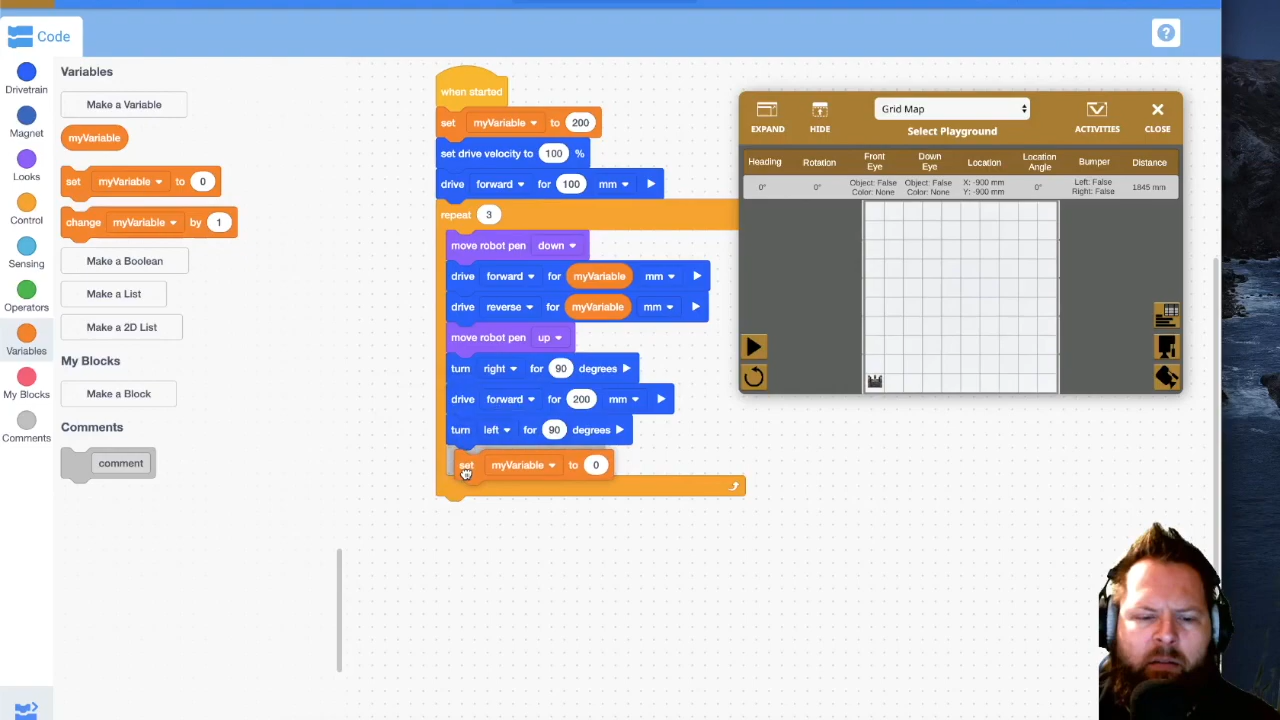 Code
Drivetrain
Magnet
Looks
Control
Sensing
Operators
Variables
My Blocks
Comments
Variables
Make a Variable
myVariable
set myVariable to 0
change myVariable by 1
Make a Boolean
Make a List
Make a 2D List
My Blocks
Make a Block
Comments
comment
when started
set myVariable to 200
set drive velocity to 100 %
drive forward for 100 mm
repeat 3
move robot pen down
drive forward for myVariable mm
drive reverse for myVariable mm
move robot pen up
turn right for 90 degrees
drive forward for 200 mm
turn left for 90 degrees
set myVariable to 0
EXPAND
HIDE
Grid Map
Select Playground
ACTIVITIES
CLOSE
Heading Rotation Front Eye Down Eye Location Location Angle Bumper Distance
0° 0° Object: False Color: None Object: False Color: None X: -900 mm Y: -900 mm 0° Left: False Right: False 1845 mm
?